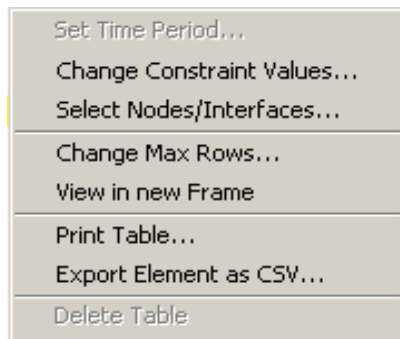 Set Time Period...
Change Constraint Values...
Select Nodes/Interfaces...
Change Max Rows...
View in new Frame
Print Table...
Export Element as CSV...
Delete Table